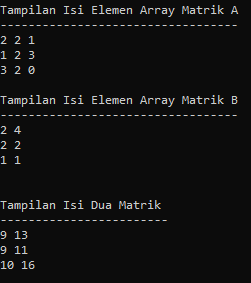 Tampilan Isi Elemen Array Matrik A
----------------------------------
2 2 1
1 2 3
3 2 0
Tampilan Isi Elemen Array Matrik B
----------------------------------
2 4
2 2
1 1
Tampilan Isi Dua Matrik
------------------------
9 13
9 11
10 16